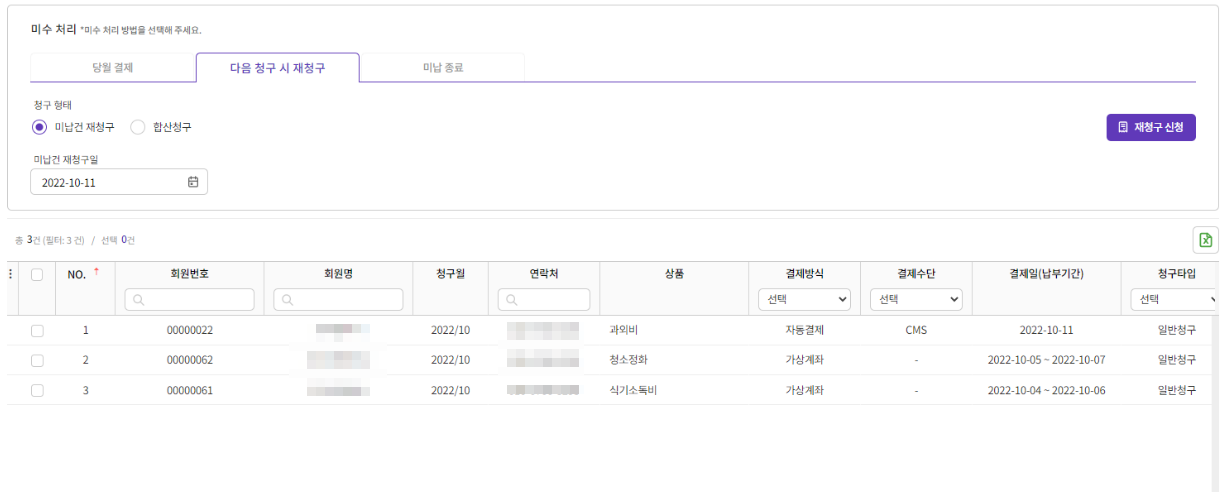 미수 처리 *미수 처리 방법을 선택해 주세요.
당월 결제 다음 청구 시 재청구 미납 종료
청구 형태
미납건 재청구 합산청구
재청구 신청
미납건 재청구일
2022-10-11
총 3건 (필터: 3 건) / 선택 0건
NO. ↑ 회원번호 회원명 청구월 연락처 상품 결제방식 결제수단 결제일(납부기간) 청구타입
선택 선택 선택
1 00000022 2022/10 과외비 자동결제 CMS 2022-10-11 일반청구
2 00000062 2022/10 청소정화 가상계좌 - 2022-10-05 ~ 2022-10-07 일반청구
3 00000061 2022/10 식기소독비 가상계좌 - 2022-10-04 ~ 2022-10-06 일반청구